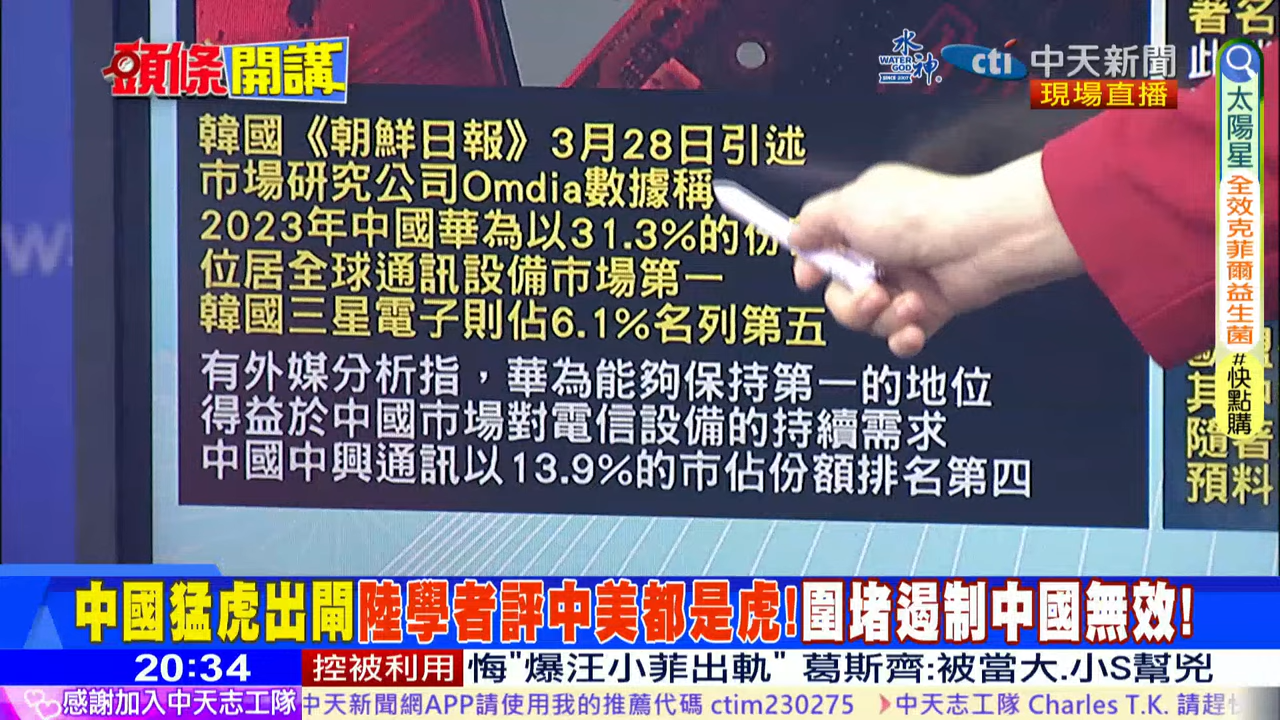 頭條開講
水神
WATER GOD
SINCE 2007
cti 中天新聞
現場直播
著名
此
太陽星 全效克菲爾益生菌 #快點購
韓國《朝鮮日報》3月28日引述
市場研究公司Omdia數據稱
2023年中國華為以31.3%的份
位居全球通訊設備市場第一
韓國三星電子則佔6.1%名列第五
有外媒分析指，華為能夠保持第一的地位
得益於中國市場對電信設備的持續需求
中國中興通訊以13.9%的市佔份額排名第四
其
隨著
預料
中國猛虎出閘陸學者評中美都是虎!圍堵遏制中國無效!
20:34 控被利用 悔"爆汪小菲出軌" 葛斯齊:被當大.小S幫兇
感謝加入中天志工隊 中天新聞網APP請使用我的推薦代碼 ctim230275 中天志工隊 Charles T.K. 請趕